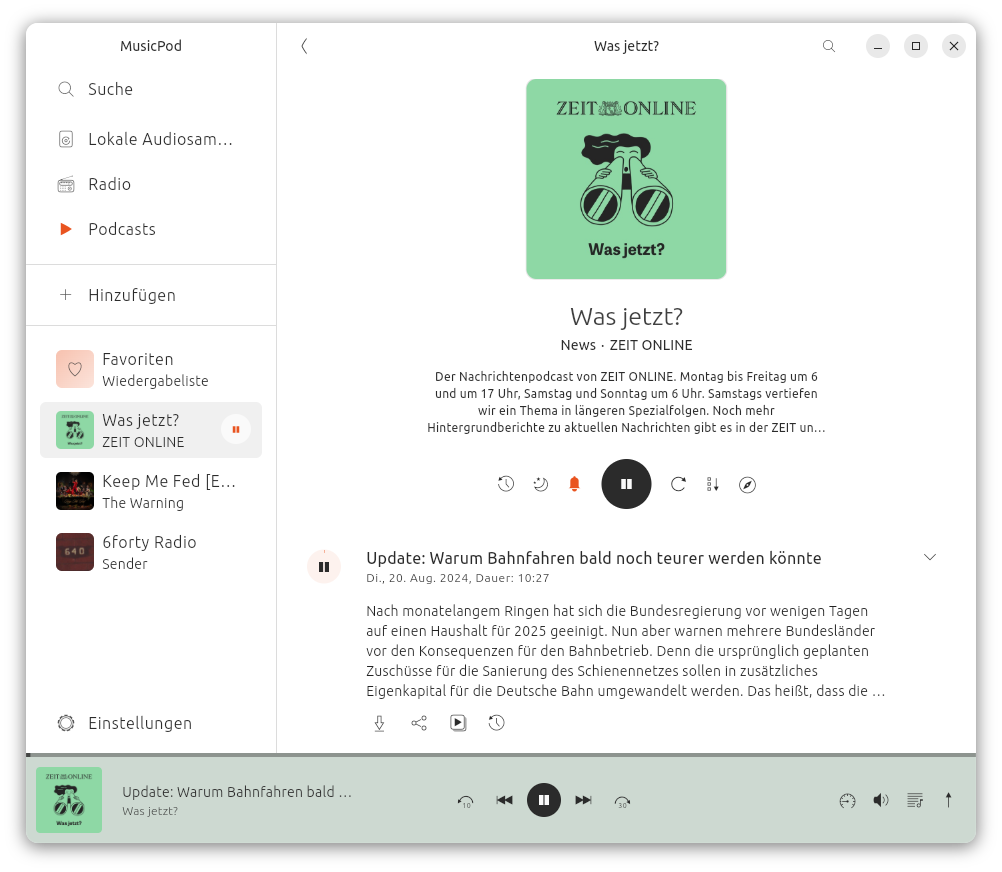 MusicPod
Suche
Lokale Audiosam…
Radio
Podcasts
Hinzufügen
Favoriten
Wiedergabeliste
Was jetzt?
ZEIT ONLINE
Keep Me Fed [E…
The Warning
640
6forty Radio
Sender
Einstellungen
Was jetzt?
ZEIT ONLINE
Was jetzt?
Was jetzt?
News · ZEIT ONLINE
Der Nachrichtenpodcast von ZEIT ONLINE. Montag bis Freitag um 6
und um 17 Uhr, Samstag und Sonntag um 6 Uhr. Samstags vertiefen
wir ein Thema in längeren Spezialfolgen. Noch mehr
Hintergrundberichte zu aktuellen Nachrichten gibt es in der ZEIT un…
Update: Warum Bahnfahren bald noch teurer werden könnte
Di., 20. Aug. 2024, Dauer: 10:27
Nach monatelangem Ringen hat sich die Bundesregierung vor wenigen Tagen
auf einen Haushalt für 2025 geeinigt. Nun aber warnen mehrere Bundesländer
vor den Konsequenzen für den Bahnbetrieb. Denn die ursprünglich geplanten
Zuschüsse für die Sanierung des Schienennetzes sollen in zusätzliches
Eigenkapital für die Deutsche Bahn umgewandelt werden. Das heißt, dass die …
ZEIT ONLINE
Was jetzt?
Update: Warum Bahnfahren bald …
Was jetzt?
10
30